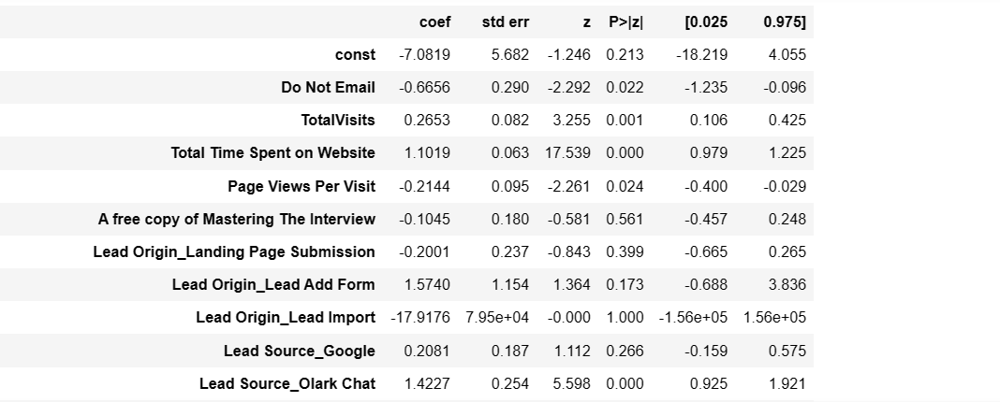 coef std err z P>|z| [0.025 0.975]
const -7.0819 5.682 -1.246 0.213 -18.219 4.055
Do Not Email -0.6656 0.290 -2.292 0.022 -1.235 -0.096
TotalVisits 0.2653 0.082 3.255 0.001 0.106 0.425
Total Time Spent on Website 1.1019 0.063 17.539 0.000 0.979 1.225
Page Views Per Visit -0.2144 0.095 -2.261 0.024 -0.400 -0.029
A free copy of Mastering The Interview -0.1045 0.180 -0.581 0.561 -0.457 0.248
Lead Origin_Landing Page Submission -0.2001 0.237 -0.843 0.399 -0.665 0.265
Lead Origin_Lead Add Form 1.5740 1.154 1.364 0.173 -0.688 3.836
Lead Origin_Lead Import -17.9176 7.95e+04 -0.000 1.000 -1.56e+05 1.56e+05
Lead Source_Google 0.2081 0.187 1.112 0.266 -0.159 0.575
Lead Source_Olark Chat 1.4227 0.254 5.598 0.000 0.925 1.921